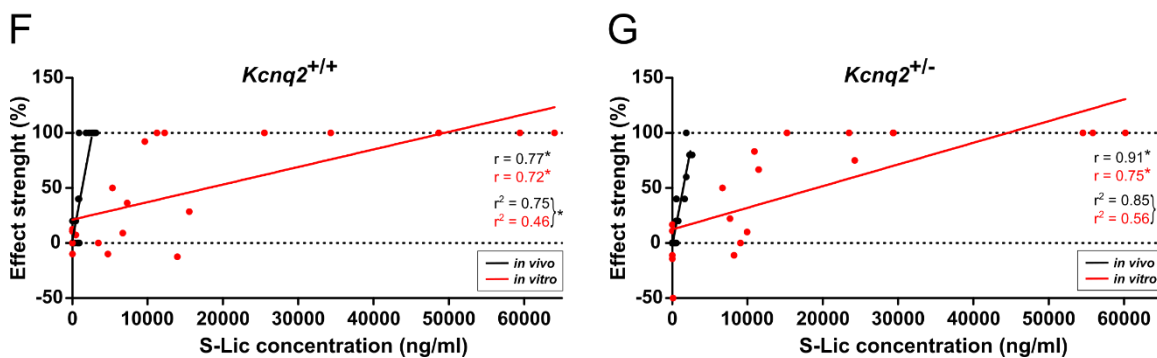 F
Kcnq2+/+
Effect strenght (%)
150
100
50
0
-50
0 10000 20000 30000 40000 50000 60000
S-Lic concentration (ng/ml)
r = 0.77*
r = 0.72*
r2 = 0.75
r2 = 0.46
}*
in vivo
in vitro
G
Kcnq2+/-
Effect strenght (%)
150
100
50
0
-50
0 10000 20000 30000 40000 50000 60000
S-Lic concentration (ng/ml)
r = 0.91*
r = 0.75*
r2 = 0.85
r2 = 0.56
}
in vivo
in vitro